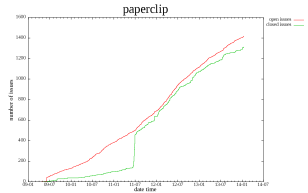 paperclip
open issues
closed issues
1600
1400
1200
1000
800
600
400
200
0
number of issues
09-01 09-07 10-01 10-07 11-01 11-07 12-01 12-07 13-01 13-07 14-01 14-07
date time